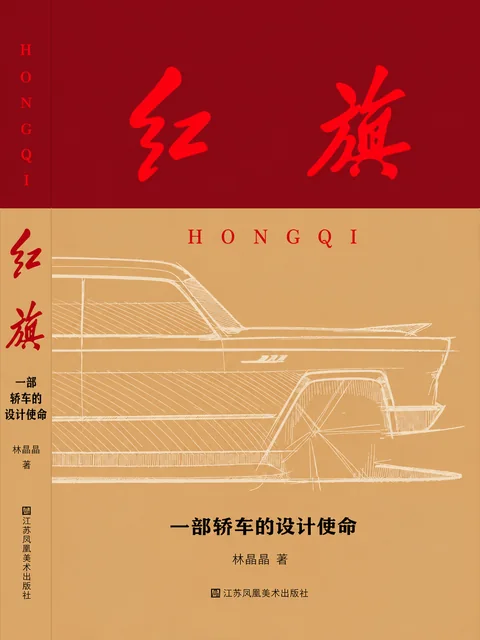 HONGQI
红旗
一部
轿车的
设计使命
林晶晶
著
江苏凤凰美术出版社
红旗
HONGQI
一部轿车的设计使命
林晶晶 著
江苏凤凰美术出版社